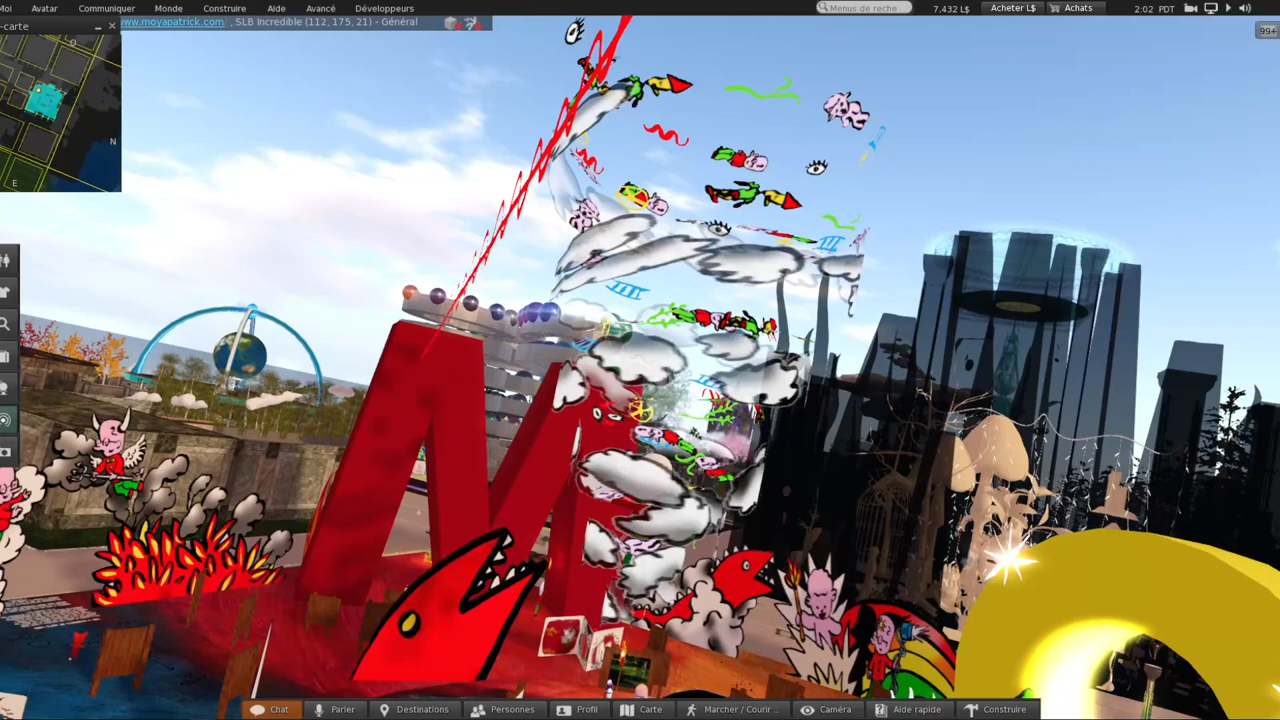 Moi Avatar Communiquer Monde Construire Aide Avancé Développeurs
Menus de reche
7,432 L$ Acheter L$ Achats 2:02 PDT
www.moyapatrick.com , SLB Incredible (112, 175, 21) - Général
-carte
99+
O
N
E
M
Chat Parler Destinations Personnes Profil Carte Marcher / Courir ... Caméra Aide rapide Construire